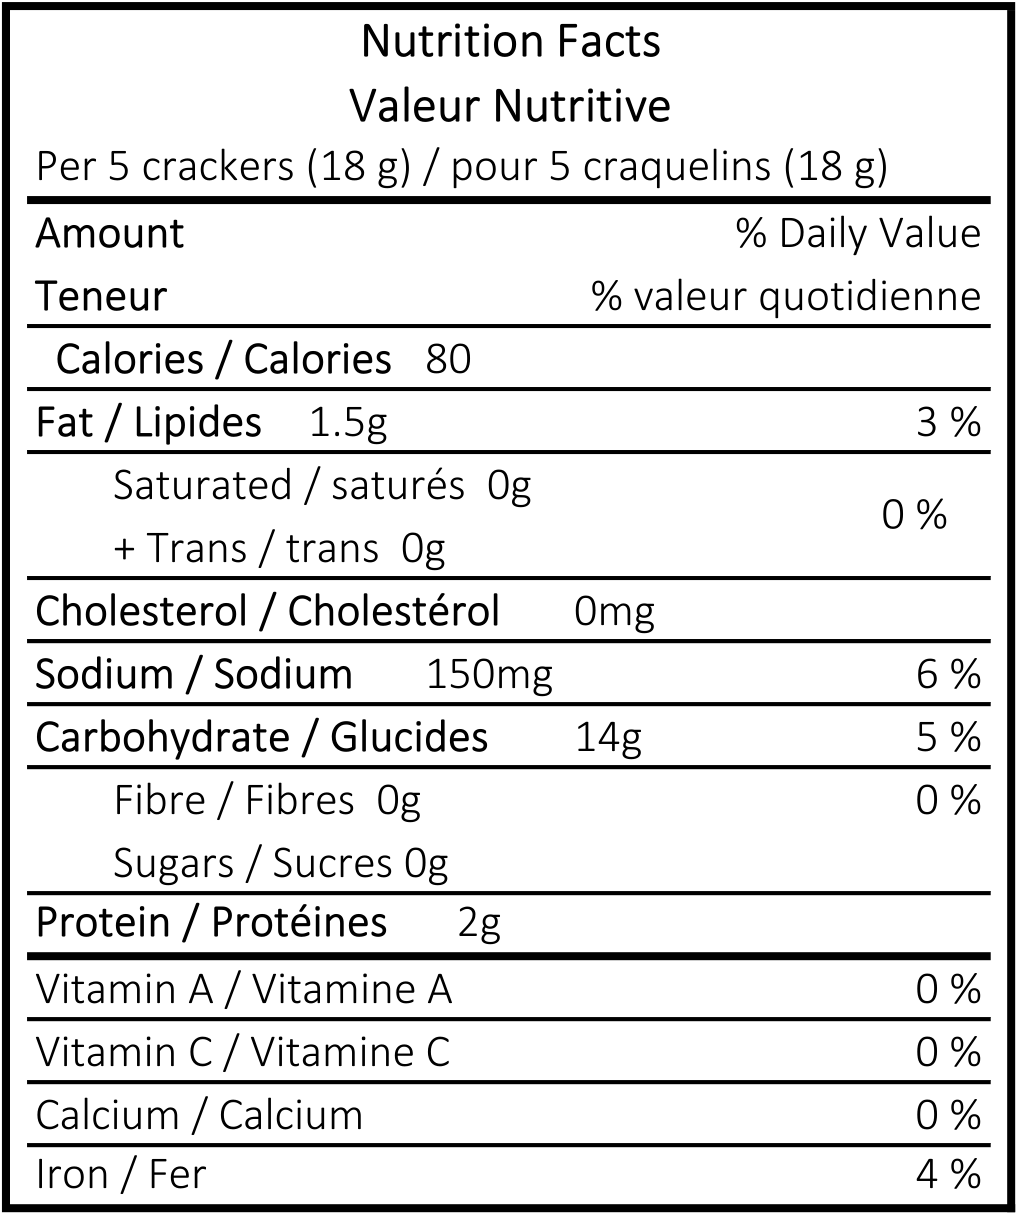 Nutrition Facts
Valeur Nutritive
Per 5 crackers (18 g) / pour 5 craquelins (18 g)
Amount % Daily Value
Teneur % valeur quotidienne
Calories / Calories 80
Fat / Lipides 1.5g 3 %
Saturated / saturés 0g
0 %
+ Trans / trans 0g
Cholesterol / Cholestérol 0mg
Sodium / Sodium 150mg 6 %
Carbohydrate / Glucides 14g 5 %
Fibre / Fibres 0g 0 %
Sugars / Sucres 0g
Protein / Protéines 2g
Vitamin A / Vitamine A 0 %
Vitamin C / Vitamine C 0 %
Calcium / Calcium 0 %
Iron / Fer 4 %